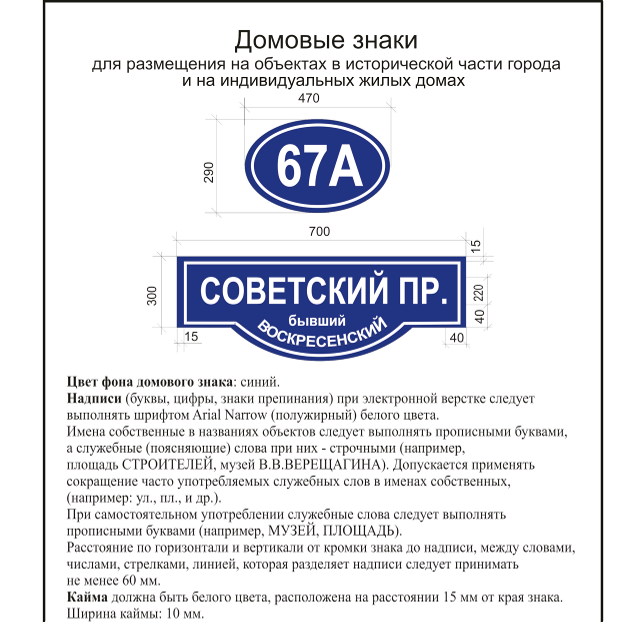 Домовые знаки
для размещения на объектах в исторической части города
и на индивидуальных жилых домах
470
290
67А
700
15
300
СОВЕТСКИЙ ПР.
220
бывший
40
ВОСКРЕСЕНСКИЙ
15
40
Цвет фона домового знака: синий.
Надписи (буквы, цифры, знаки препинания) при электронной верстке следует
выполнять шрифтом Arial Narrow (полужирный) белого цвета.
Имена собственные в названиях объектов следует выполнять прописными буквами,
а служебные (поясняющие) слова при них - строчными (например,
площадь СТРОИТЕЛЕЙ, музей В.В.ВЕРЕЩАГИНА). Допускается применять
сокращение часто употребляемых служебных слов в именах собственных,
(например: ул., пл., и др.).
При самостоятельном употреблении служебные слова следует выполнять
прописными буквами (например, МУЗЕЙ, ПЛОЩАДЬ).
Расстояние по горизонтали и вертикали от кромки знака до надписи, между словами,
числами, стрелками, линией, которая разделяет надписи следует принимать
не менее 60 мм.
Кайма должна быть белого цвета, расположена на расстоянии 15 мм от края знака.
Ширина каймы: 10 мм.